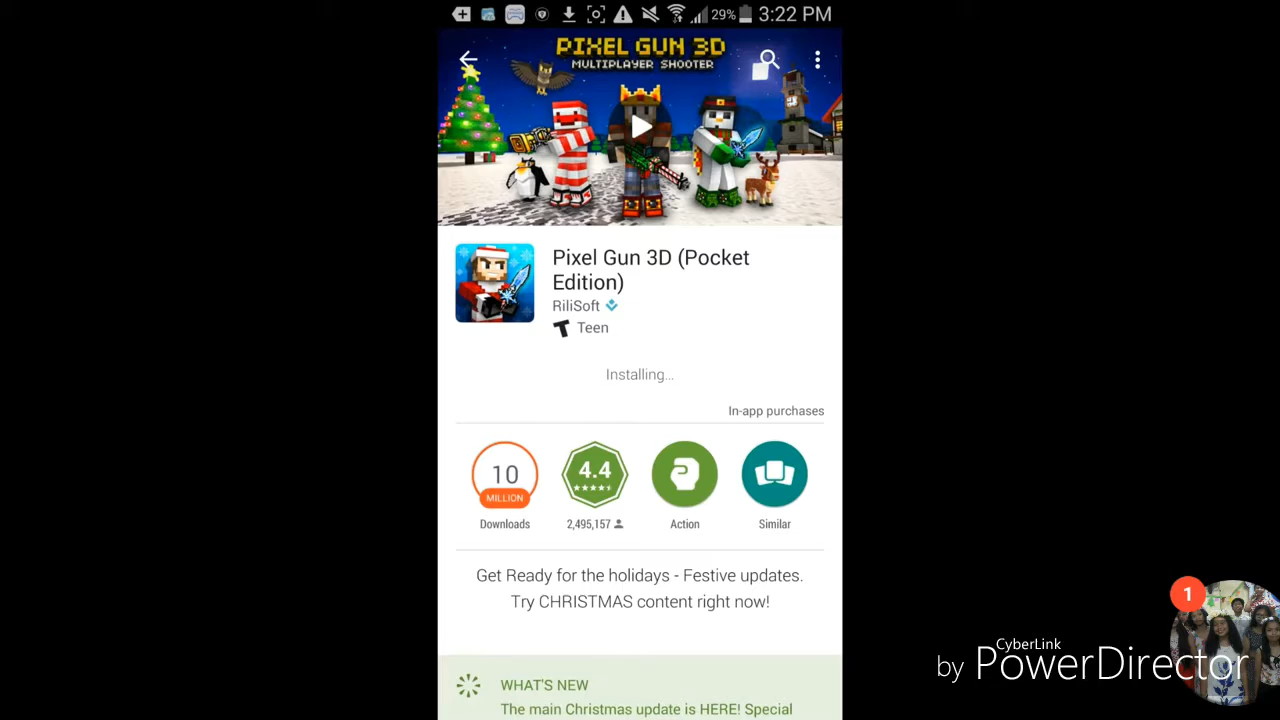 29% 3:22 PM
PIXEL GUN 3D
MULTIPLAYER SHOOTER
Pixel Gun 3D (Pocket
Edition)
RiliSoft
T Teen
Installing...
In-app purchases
10
MILLION
Downloads
4.4
2,495,157
Action
Similar
Get Ready for the holidays - Festive updates.
Try CHRISTMAS content right now!
WHAT'S NEW
The main Christmas update is HERE! Special
1
CyberLink
by PowerDirector